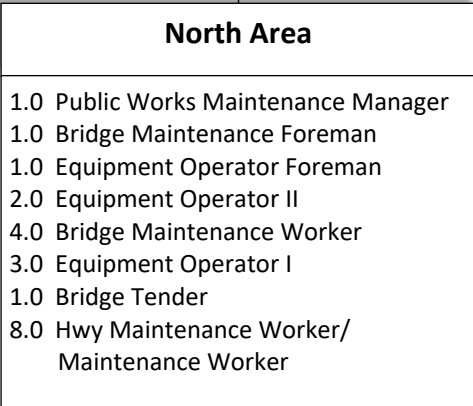 North Area
1.0 Public Works Maintenance Manager
1.0 Bridge Maintenance Foreman
1.0 Equipment Operator Foreman
2.0 Equipment Operator II
4.0 Bridge Maintenance Worker
3.0 Equipment Operator I
1.0 Bridge Tender
8.0 Hwy Maintenance Worker/
Maintenance Worker